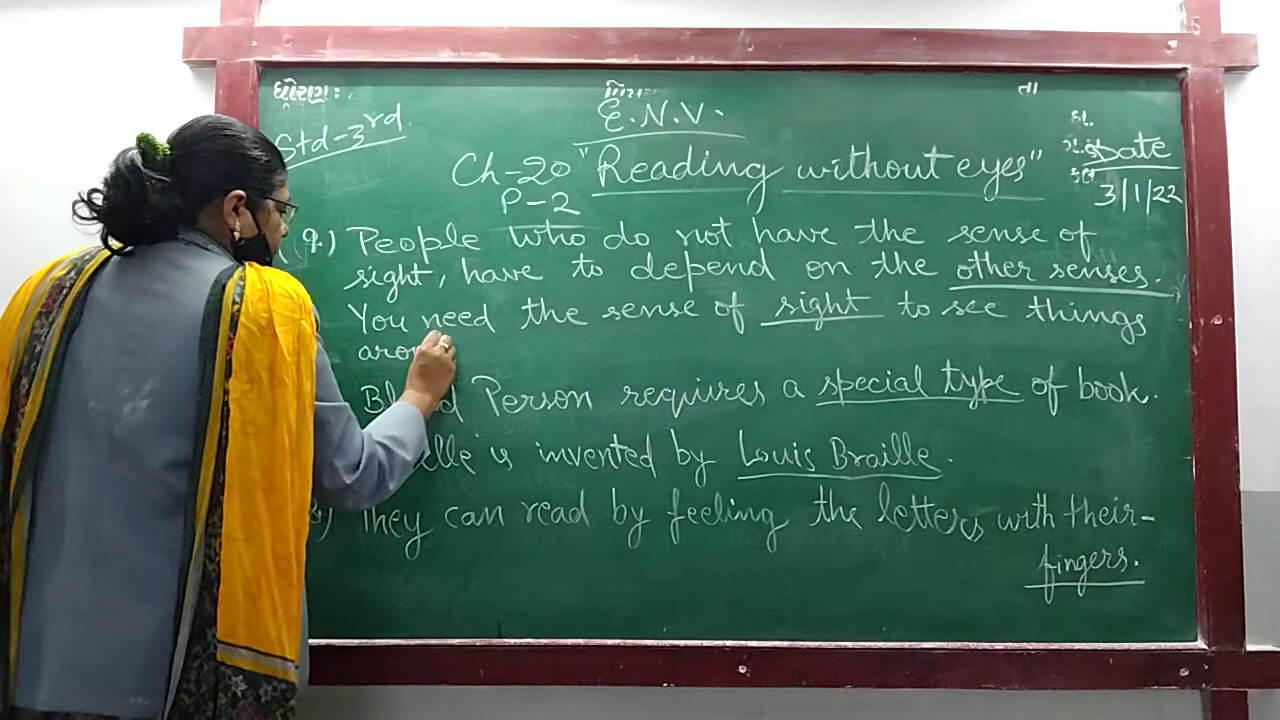 ધોરણ:
તા
Std-3rd.
E.N.V.
Date
3/1/22
Ch-20 "Reading without eyes"
P-2
(9.) People who do not have the sense of
sight, have to depend on the other senses.
You need the sense of sight to see things
Person requires a special type of book.
is invented by Louis Braille.
They can read by feeling the letters with their-
fingers.